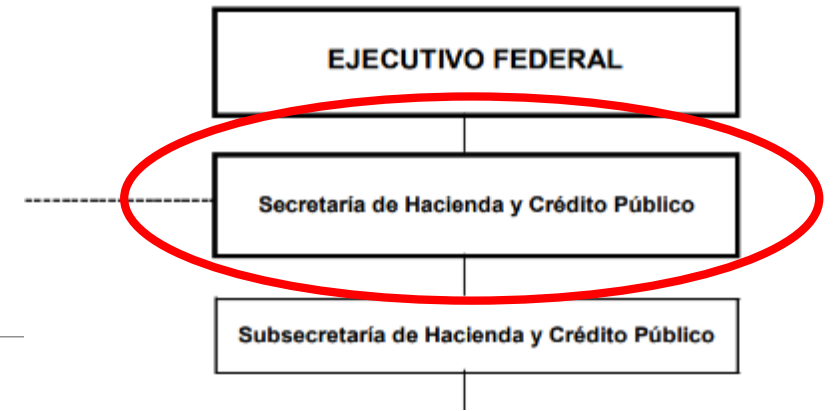 EJECUTIVO FEDERAL
Secretaría de Hacienda y Crédito Público
Subsecretaría de Hacienda y Crédito Público